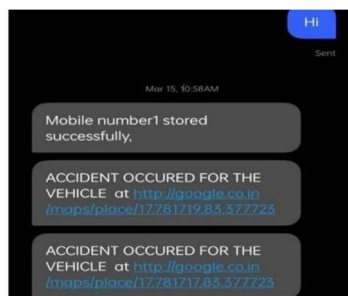 Hi
Sent
Mar 15, 10:58AM
Mobile number1 stored
successfully,
ACCIDENT OCCURED FOR THE
VEHICLE at http://google.co.in
/maps/place/17.781719,83.377723
ACCIDENT OCCURED FOR THE
VEHICLE at http://google.co.in
/maps/place/17.781717,83.377725